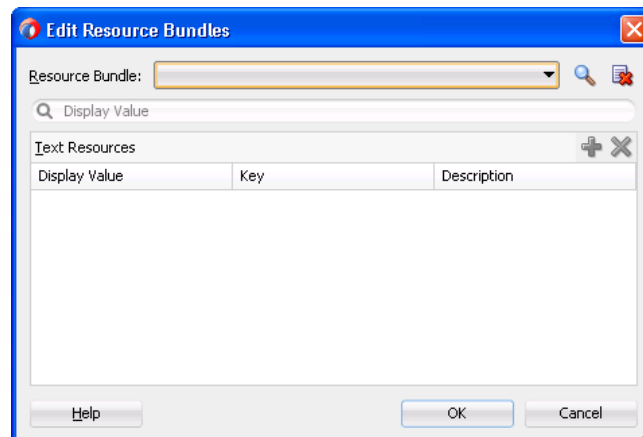 Edit Resource Bundles
Resource Bundle:
Display Value
Text Resources
Display Value Key Description
Help OK Cancel